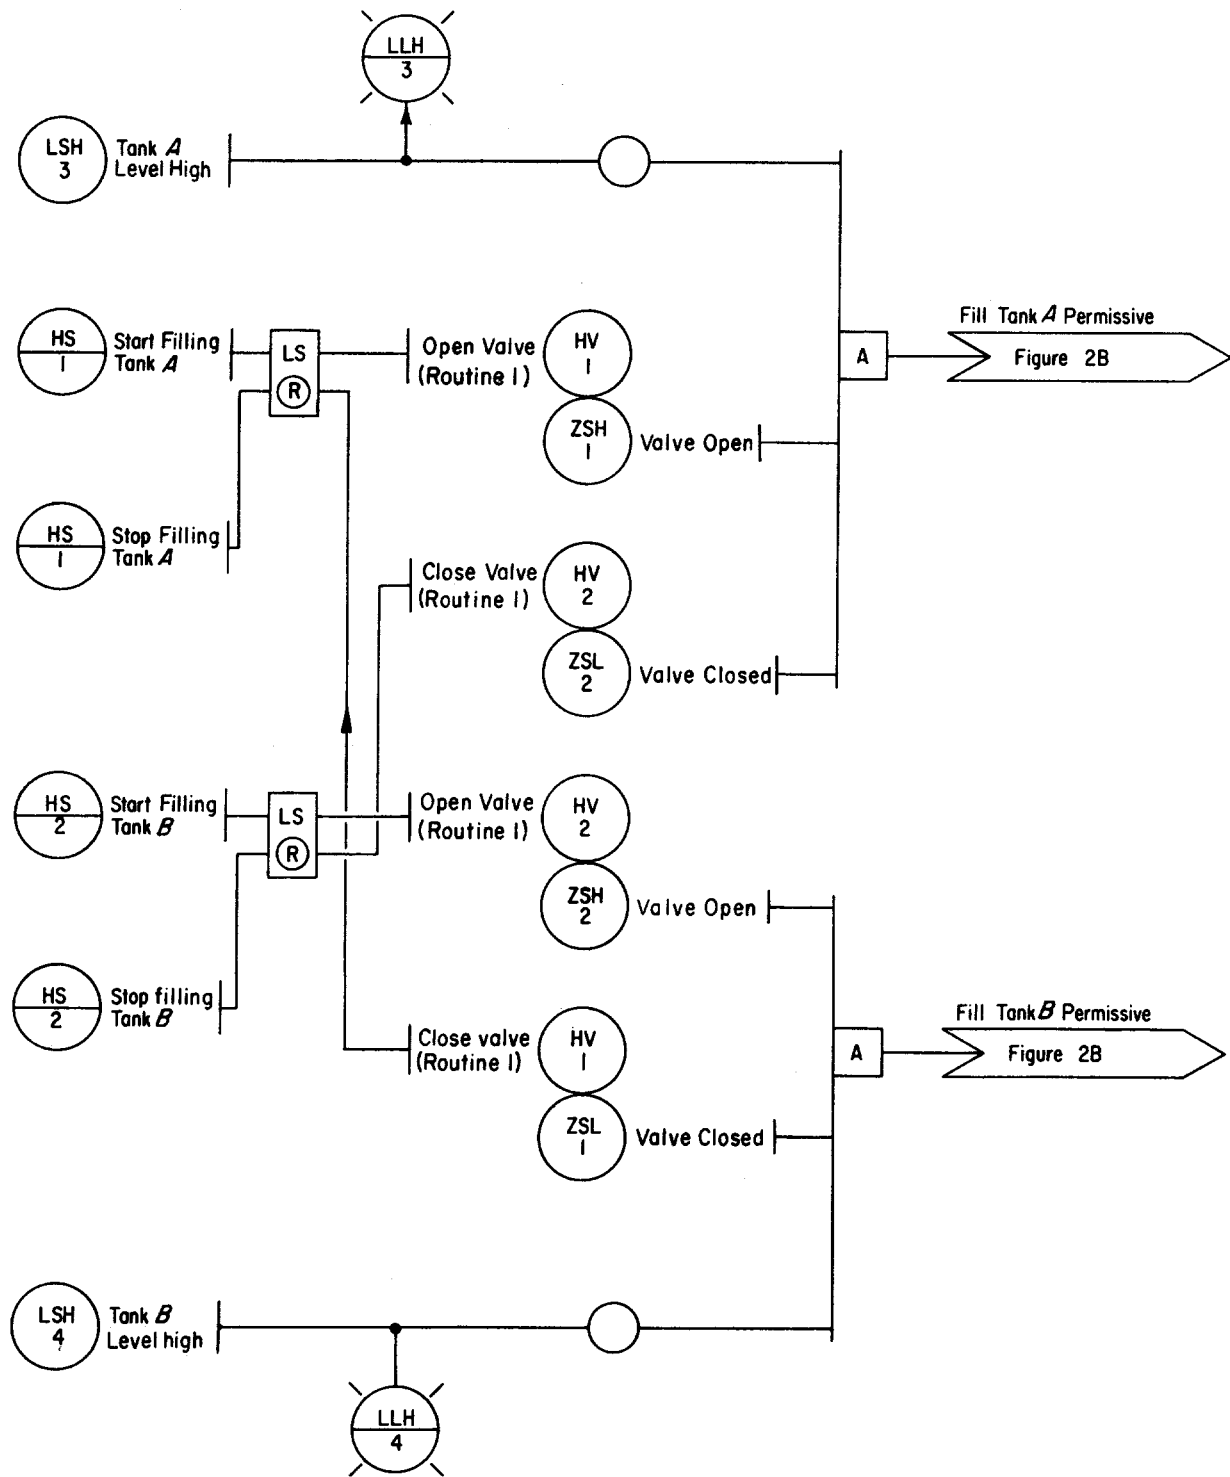 LLH
3
LSH
3
Tank A
Level High
HS
1
Start Filling
Tank A
LS
R
Open Valve
(Routine 1)
HV
1
A
Fill Tank A Permissive
Figure 2B
ZSH
1
Valve Open
HS
1
Stop Filling
Tank A
Close Valve
(Routine 1)
HV
2
ZSL
2
Valve Closed
HS
2
Start Filling
Tank B
LS
R
Open Valve
(Routine 1)
HV
2
ZSH
2
Valve Open
HS
2
Stop filling
Tank B
Close valve
(Routine 1)
HV
1
A
Fill Tank B Permissive
Figure 2B
ZSL
1
Valve Closed
LSH
4
Tank B
Level high
LLH
4